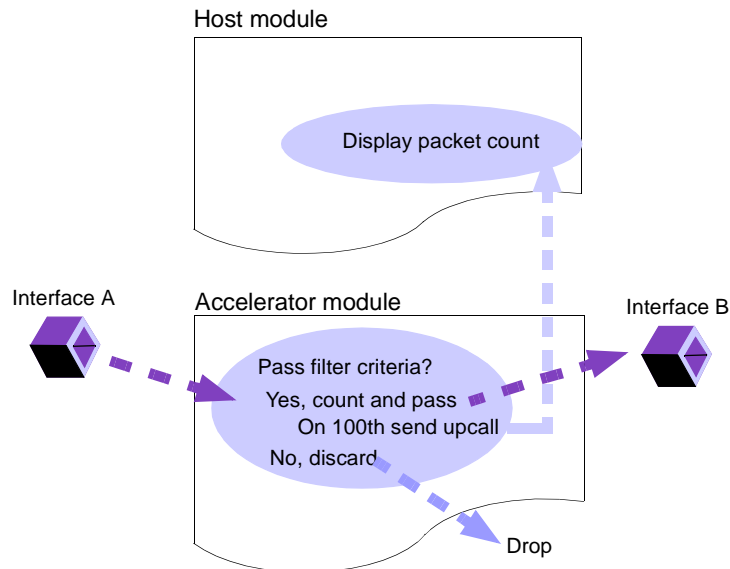 Host module
Display packet count
Interface A
Accelerator module
Interface B
Pass filter criteria?
Yes, count and pass
On 100th send upcall
No, discard
Drop